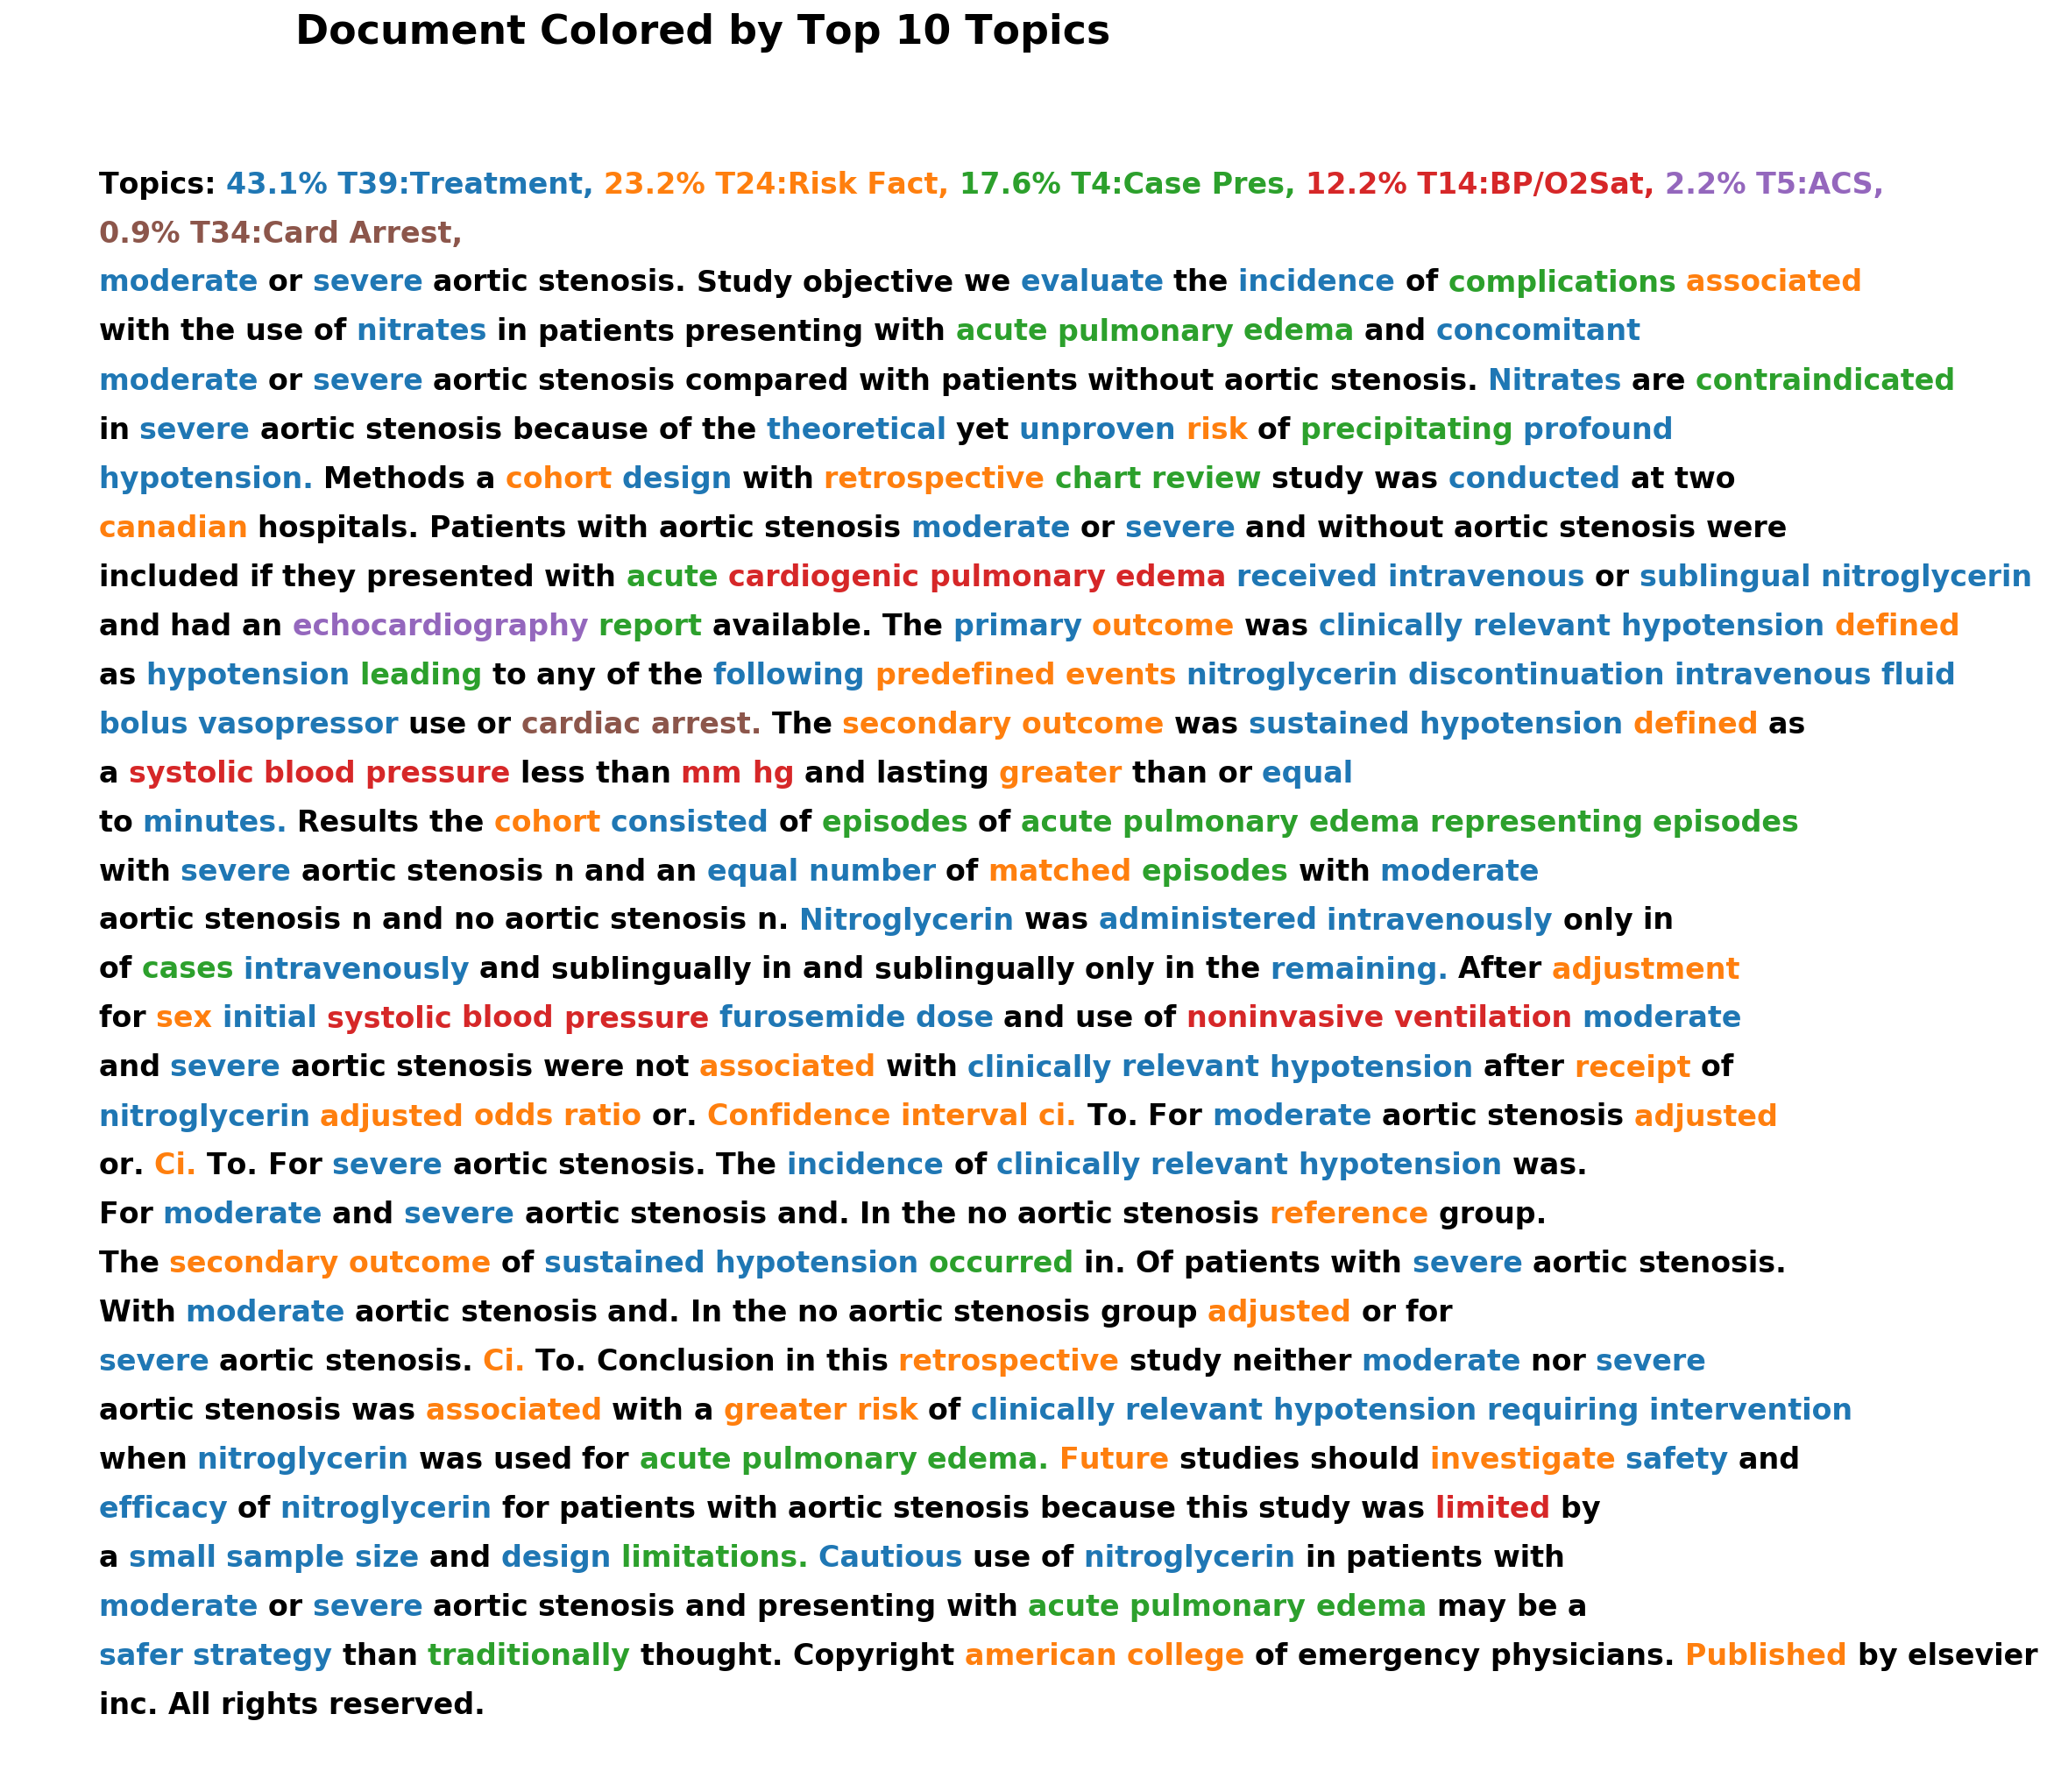 Document Colored by Top 10 Topics
Topics: 43.1% T39:Treatment, 23.2% T24:Risk Fact, 17.6% T4:Case Pres, 12.2% T14:BP/O2Sat, 2.2% T5:ACS,
0.9% T34:Card Arrest,
moderate or severe aortic stenosis. Study objective we evaluate the incidence of complications associated
with the use of nitrates in patients presenting with acute pulmonary edema and concomitant
moderate or severe aortic stenosis compared with patients without aortic stenosis. Nitrates are contraindicated
in severe aortic stenosis because of the theoretical yet unproven risk of precipitating profound
hypotension. Methods a cohort design with retrospective chart review study was conducted at two
canadian hospitals. Patients with aortic stenosis moderate or severe and without aortic stenosis were
included if they presented with acute cardiogenic pulmonary edema received intravenous or sublingual nitroglycerin
and had an echocardiography report available. The primary outcome was clinically relevant hypotension defined
as hypotension leading to any of the following predefined events nitroglycerin discontinuation intravenous fluid
bolus vasopressor use or cardiac arrest. The secondary outcome was sustained hypotension defined as
a systolic blood pressure less than mm hg and lasting greater than or equal
to minutes. Results the cohort consisted of episodes of acute pulmonary edema representing episodes
with severe aortic stenosis n and an equal number of matched episodes with moderate
aortic stenosis n and no aortic stenosis n. Nitroglycerin was administered intravenously only in
of cases intravenously and sublingually in and sublingually only in the remaining. After adjustment
for sex initial systolic blood pressure furosemide dose and use of noninvasive ventilation moderate
and severe aortic stenosis were not associated with clinically relevant hypotension after receipt of
nitroglycerin adjusted odds ratio or. Confidence interval ci. To. For moderate aortic stenosis adjusted
or. Ci. To. For severe aortic stenosis. The incidence of clinically relevant hypotension was.
For moderate and severe aortic stenosis and. In the no aortic stenosis reference group.
The secondary outcome of sustained hypotension occurred in. Of patients with severe aortic stenosis.
With moderate aortic stenosis and. In the no aortic stenosis group adjusted or for
severe aortic stenosis. Ci. To. Conclusion in this retrospective study neither moderate nor severe
aortic stenosis was associated with a greater risk of clinically relevant hypotension requiring intervention
when nitroglycerin was used for acute pulmonary edema. Future studies should investigate safety and
efficacy of nitroglycerin for patients with aortic stenosis because this study was limited by
a small sample size and design limitations. Cautious use of nitroglycerin in patients with
moderate or severe aortic stenosis and presenting with acute pulmonary edema may be a
safer strategy than traditionally thought. Copyright american college of emergency physicians. Published by elsevier
inc. All rights reserved.